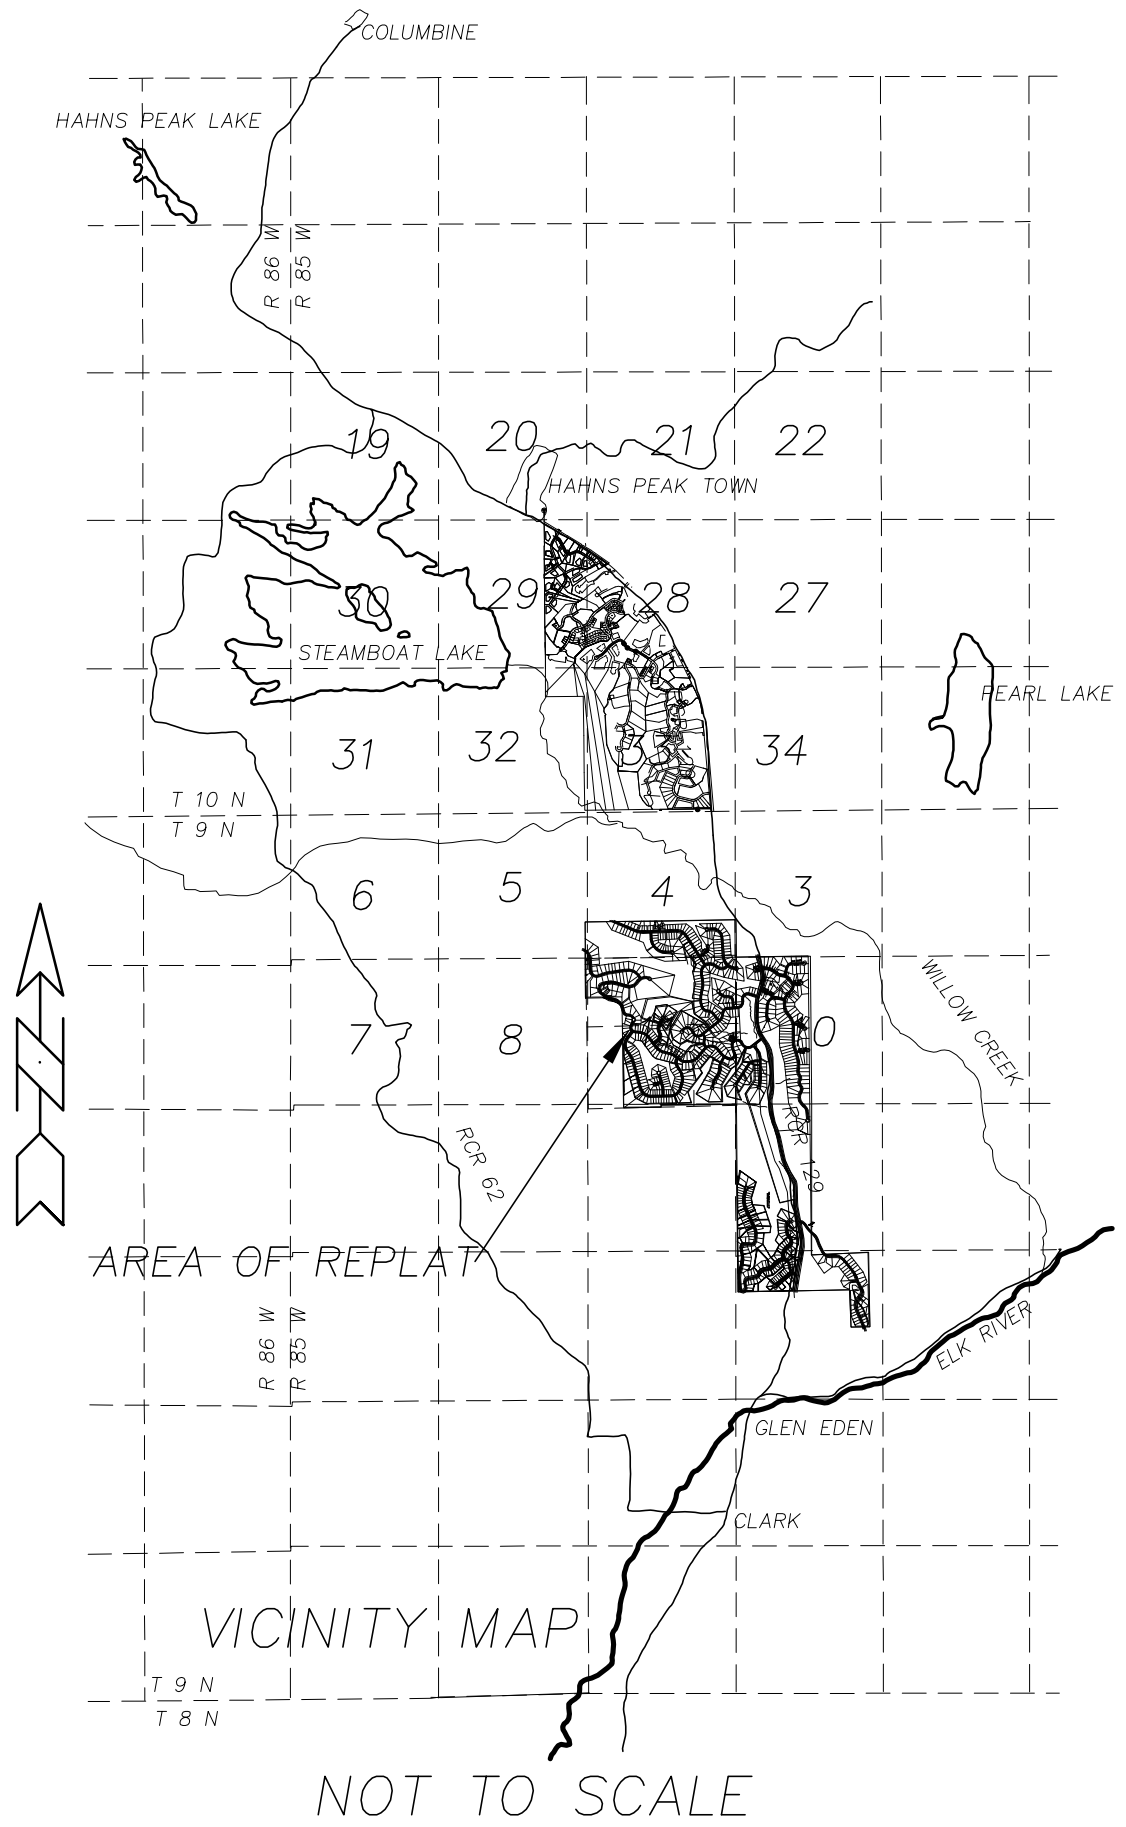 COLUMBINE
HAHNS PEAK LAKE
R 86 W
R 85 W
19
20
21
22
HAHNS PEAK TOWN
30
29
28
27
STEAMBOAT LAKE
PEARL LAKE
31
32
3
34
T 10 N
T 9 N
6
5
4
3
WILLOW CREEK
7
8
0
RCR 62
RCR 129
AREA OF REPLAT
R 86 W
R 85 W
ELK RIVER
GLEN EDEN
CLARK
VICINITY MAP
T 9 N
T 8 N
NOT TO SCALE